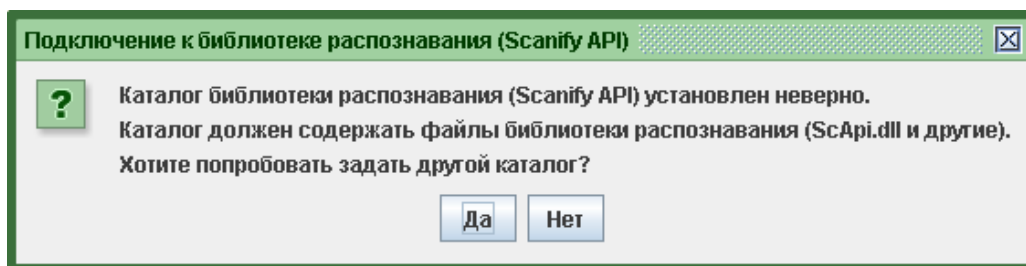 Подключение к библиотеке распознавания (Scanify API)
Каталог библиотеки распознавания (Scanify API) установлен неверно.
Каталог должен содержать файлы библиотеки распознавания (ScApi.dll и другие).
Хотите попробовать задать другой каталог?
Да Нет